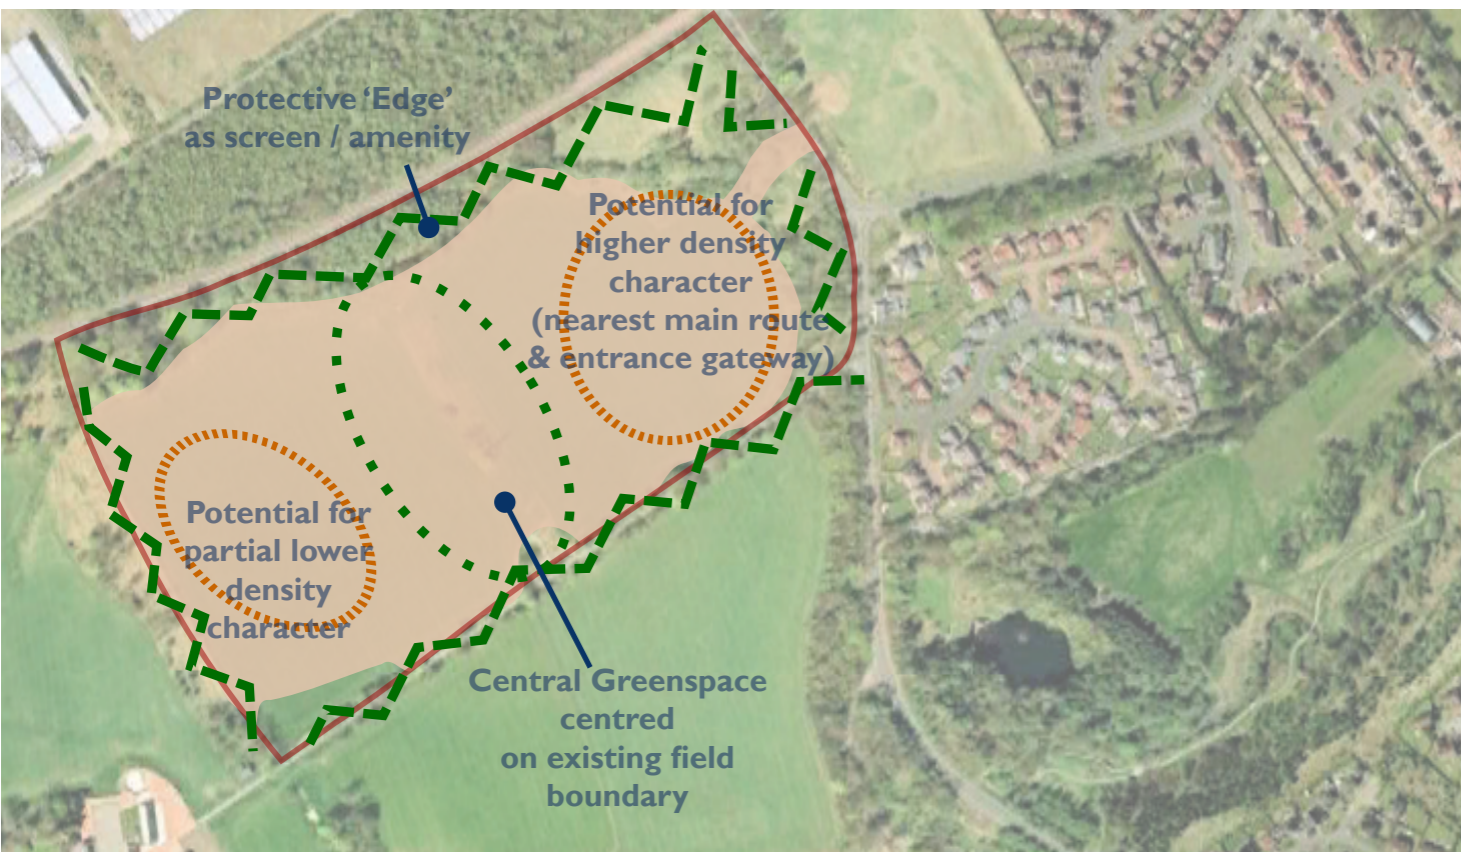 Protective ‘Edge’
as screen / amenity
Potential for
higher density
character
(nearest main route
& entrance gateway)
Potential for
partial lower
density
character
Central Greenspace
centred
on existing field
boundary